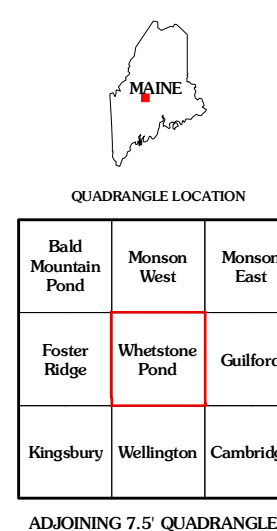 MAINE
QUADRANGLE LOCATION
Bald
Mountain
Pond
Monson
West
Monson
East
Foster
Ridge
Whetstone
Pond
Guilford
Kingsbury
Wellington
Cambridg
ADJOINING 7.5' QUADRANGLE